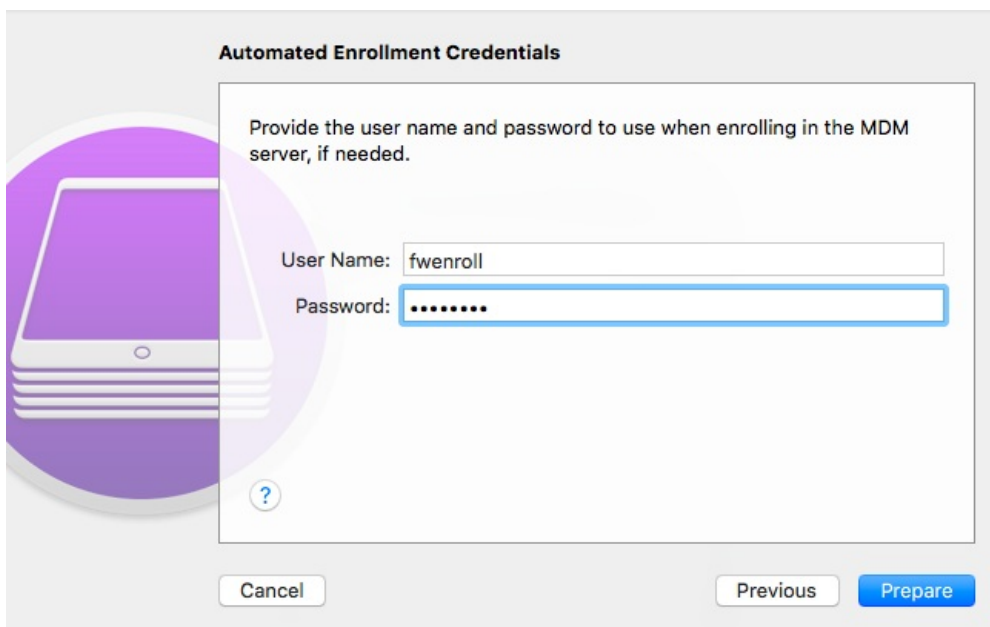 Automated Enrollment Credentials
Provide the user name and password to use when enrolling in the MDM
server, if needed.
User Name: fwenroll
Password: ••••••••
?
Cancel Previous Prepare